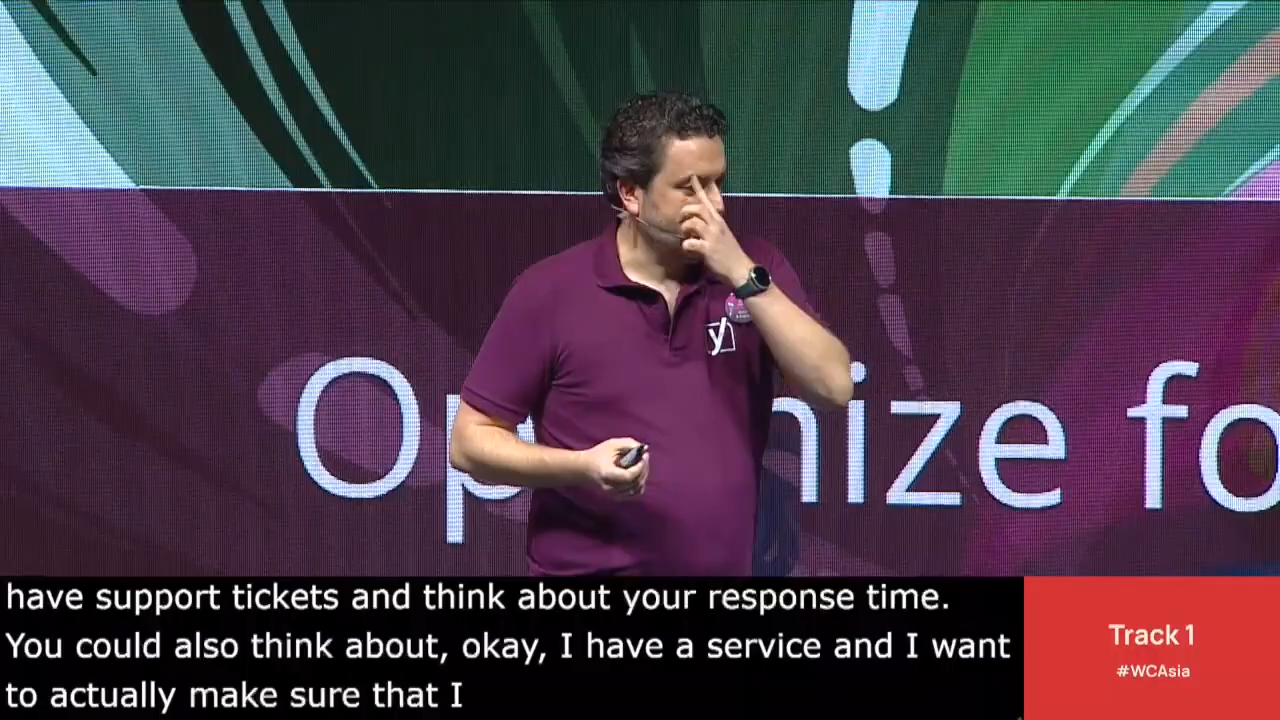 Op nize fo
y
have support tickets and think about your response time.
You could also think about, okay, I have a service and I want
to actually make sure that I
Track 1
#WCAsia